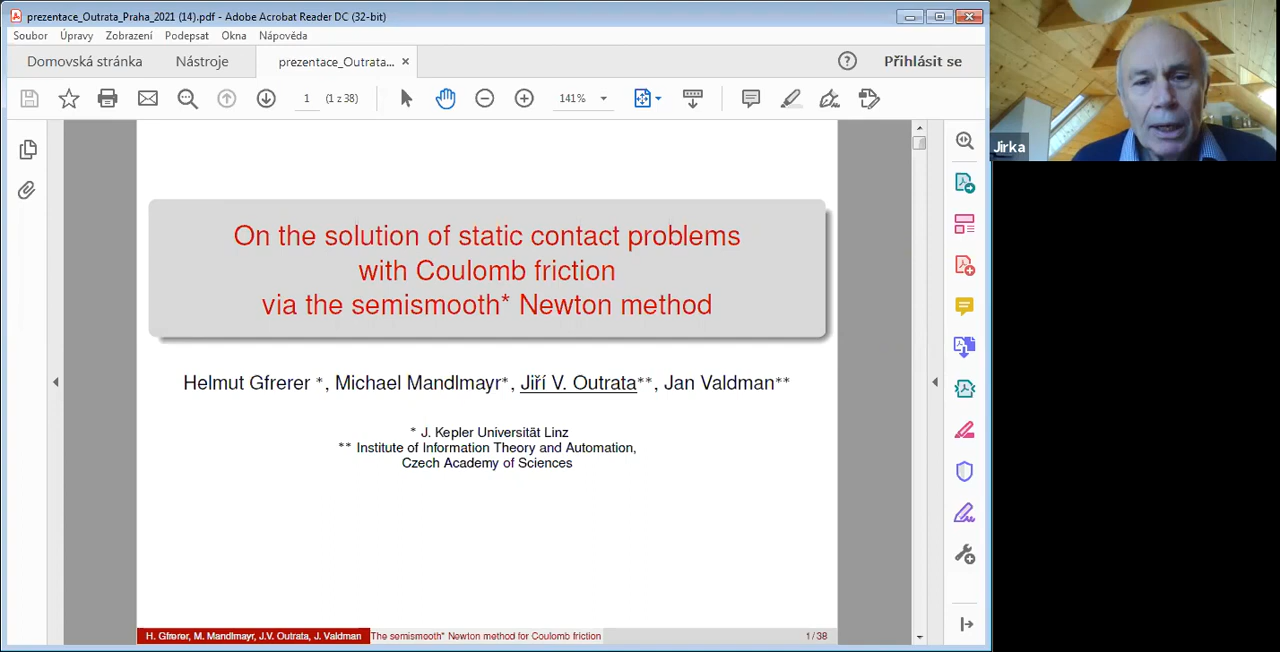 prezentace_Outrata_Praha_2021 (14).pdf - Adobe Acrobat Reader DC (32-bit)
Soubor Úpravy Zobrazení Podepsat Okna Nápověda
Domovská stránka Nástroje prezentace_Outrata... × Přihlásit se
1 (1 z 38) 141%
Jirka
On the solution of static contact problems
with Coulomb friction
via the semismooth* Newton method
Helmut Gfrerer *, Michael Mandlmayr*, Jiří V. Outrata**, Jan Valdman**
* J. Kepler Universität Linz
** Institute of Information Theory and Automation,
Czech Academy of Sciences
H. Gfrerer, M. Mandlmayr, J.V. Outrata, J. Valdman The semismooth* Newton method for Coulomb friction 1 / 38